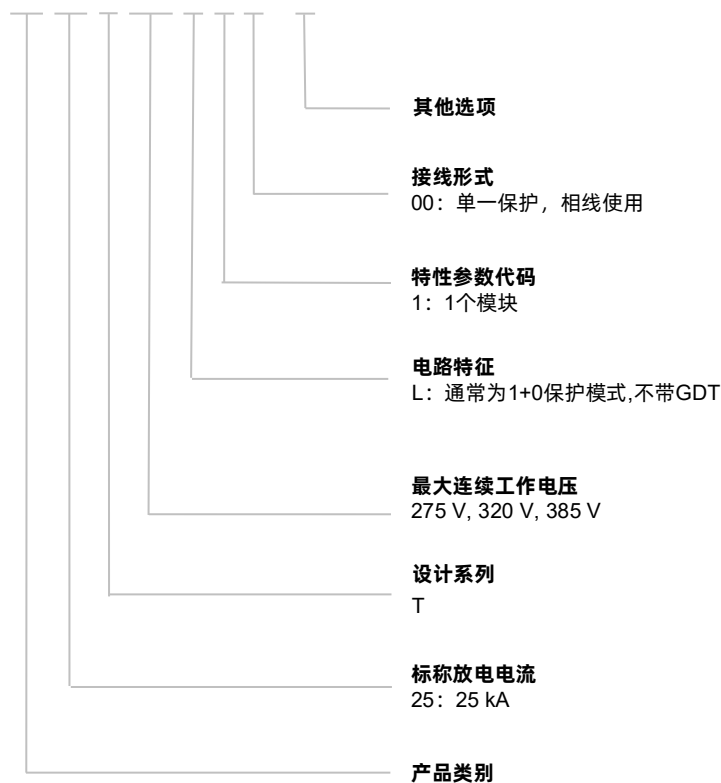 其他选项
接线形式
00：单一保护，相线使用
特性参数代码
1：1个模块
电路特征
L：通常为1+0保护模式,不带GDT
最大连续工作电压
275 V, 320 V, 385 V
设计系列
T
标称放电电流
25：25 kA
产品类别